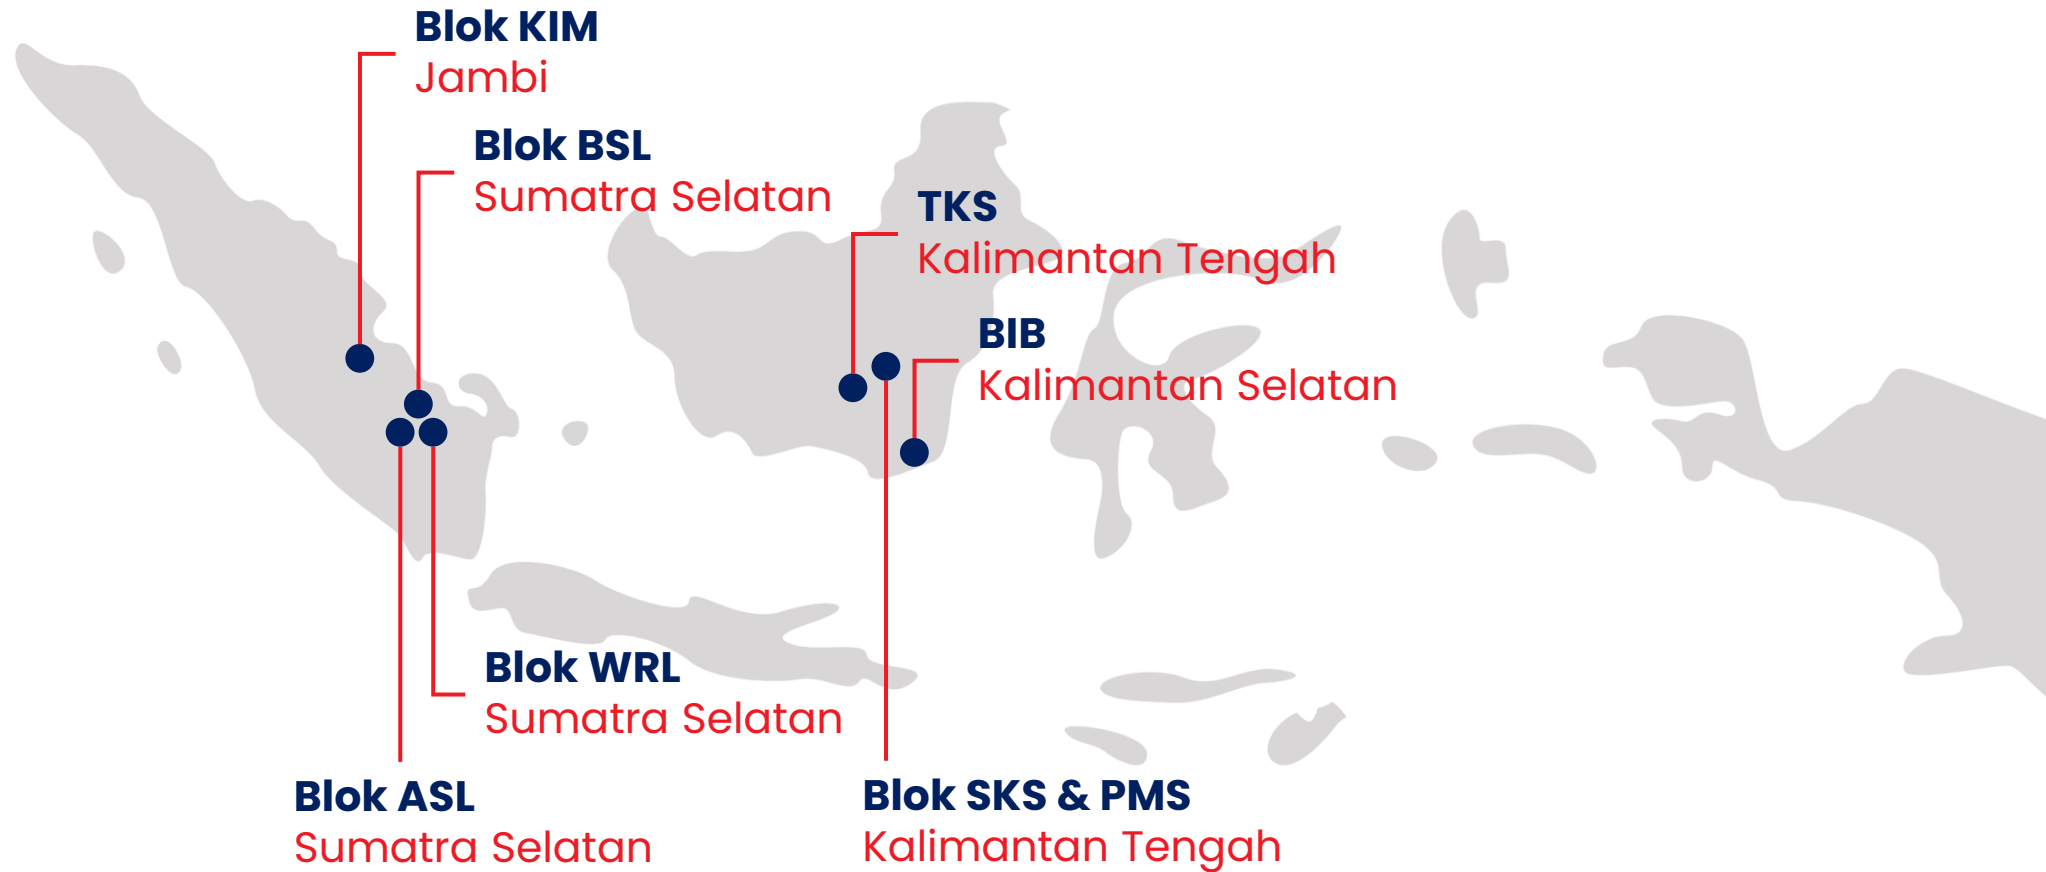 Blok KIM
Jambi
Blok BSL
Sumatra Selatan
TKS
Kalimantan Tengah
BIB
Kalimantan Selatan
Blok WRL
Sumatra Selatan
Blok ASL
Sumatra Selatan
Blok SKS & PMS
Kalimantan Tengah